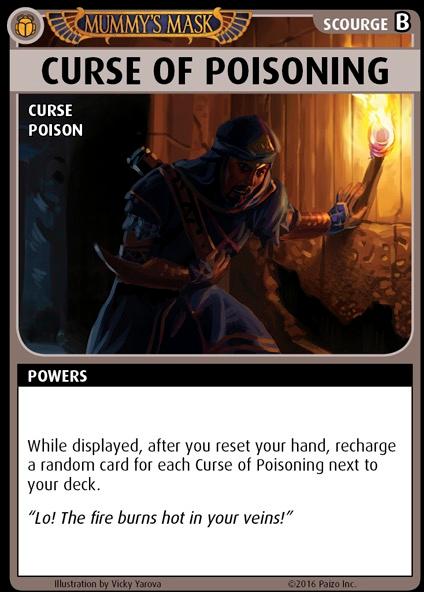 MUMMY'S MASK
SCOURGE B
CURSE OF POISONING
CURSE
POISON
POWERS
While displayed, after you reset your hand, recharge
a random card for each Curse of Poisoning next to
your deck.
“Lo! The fire burns hot in your veins!”
Illustration by Vicky Yarova
©2016 Paizo Inc.